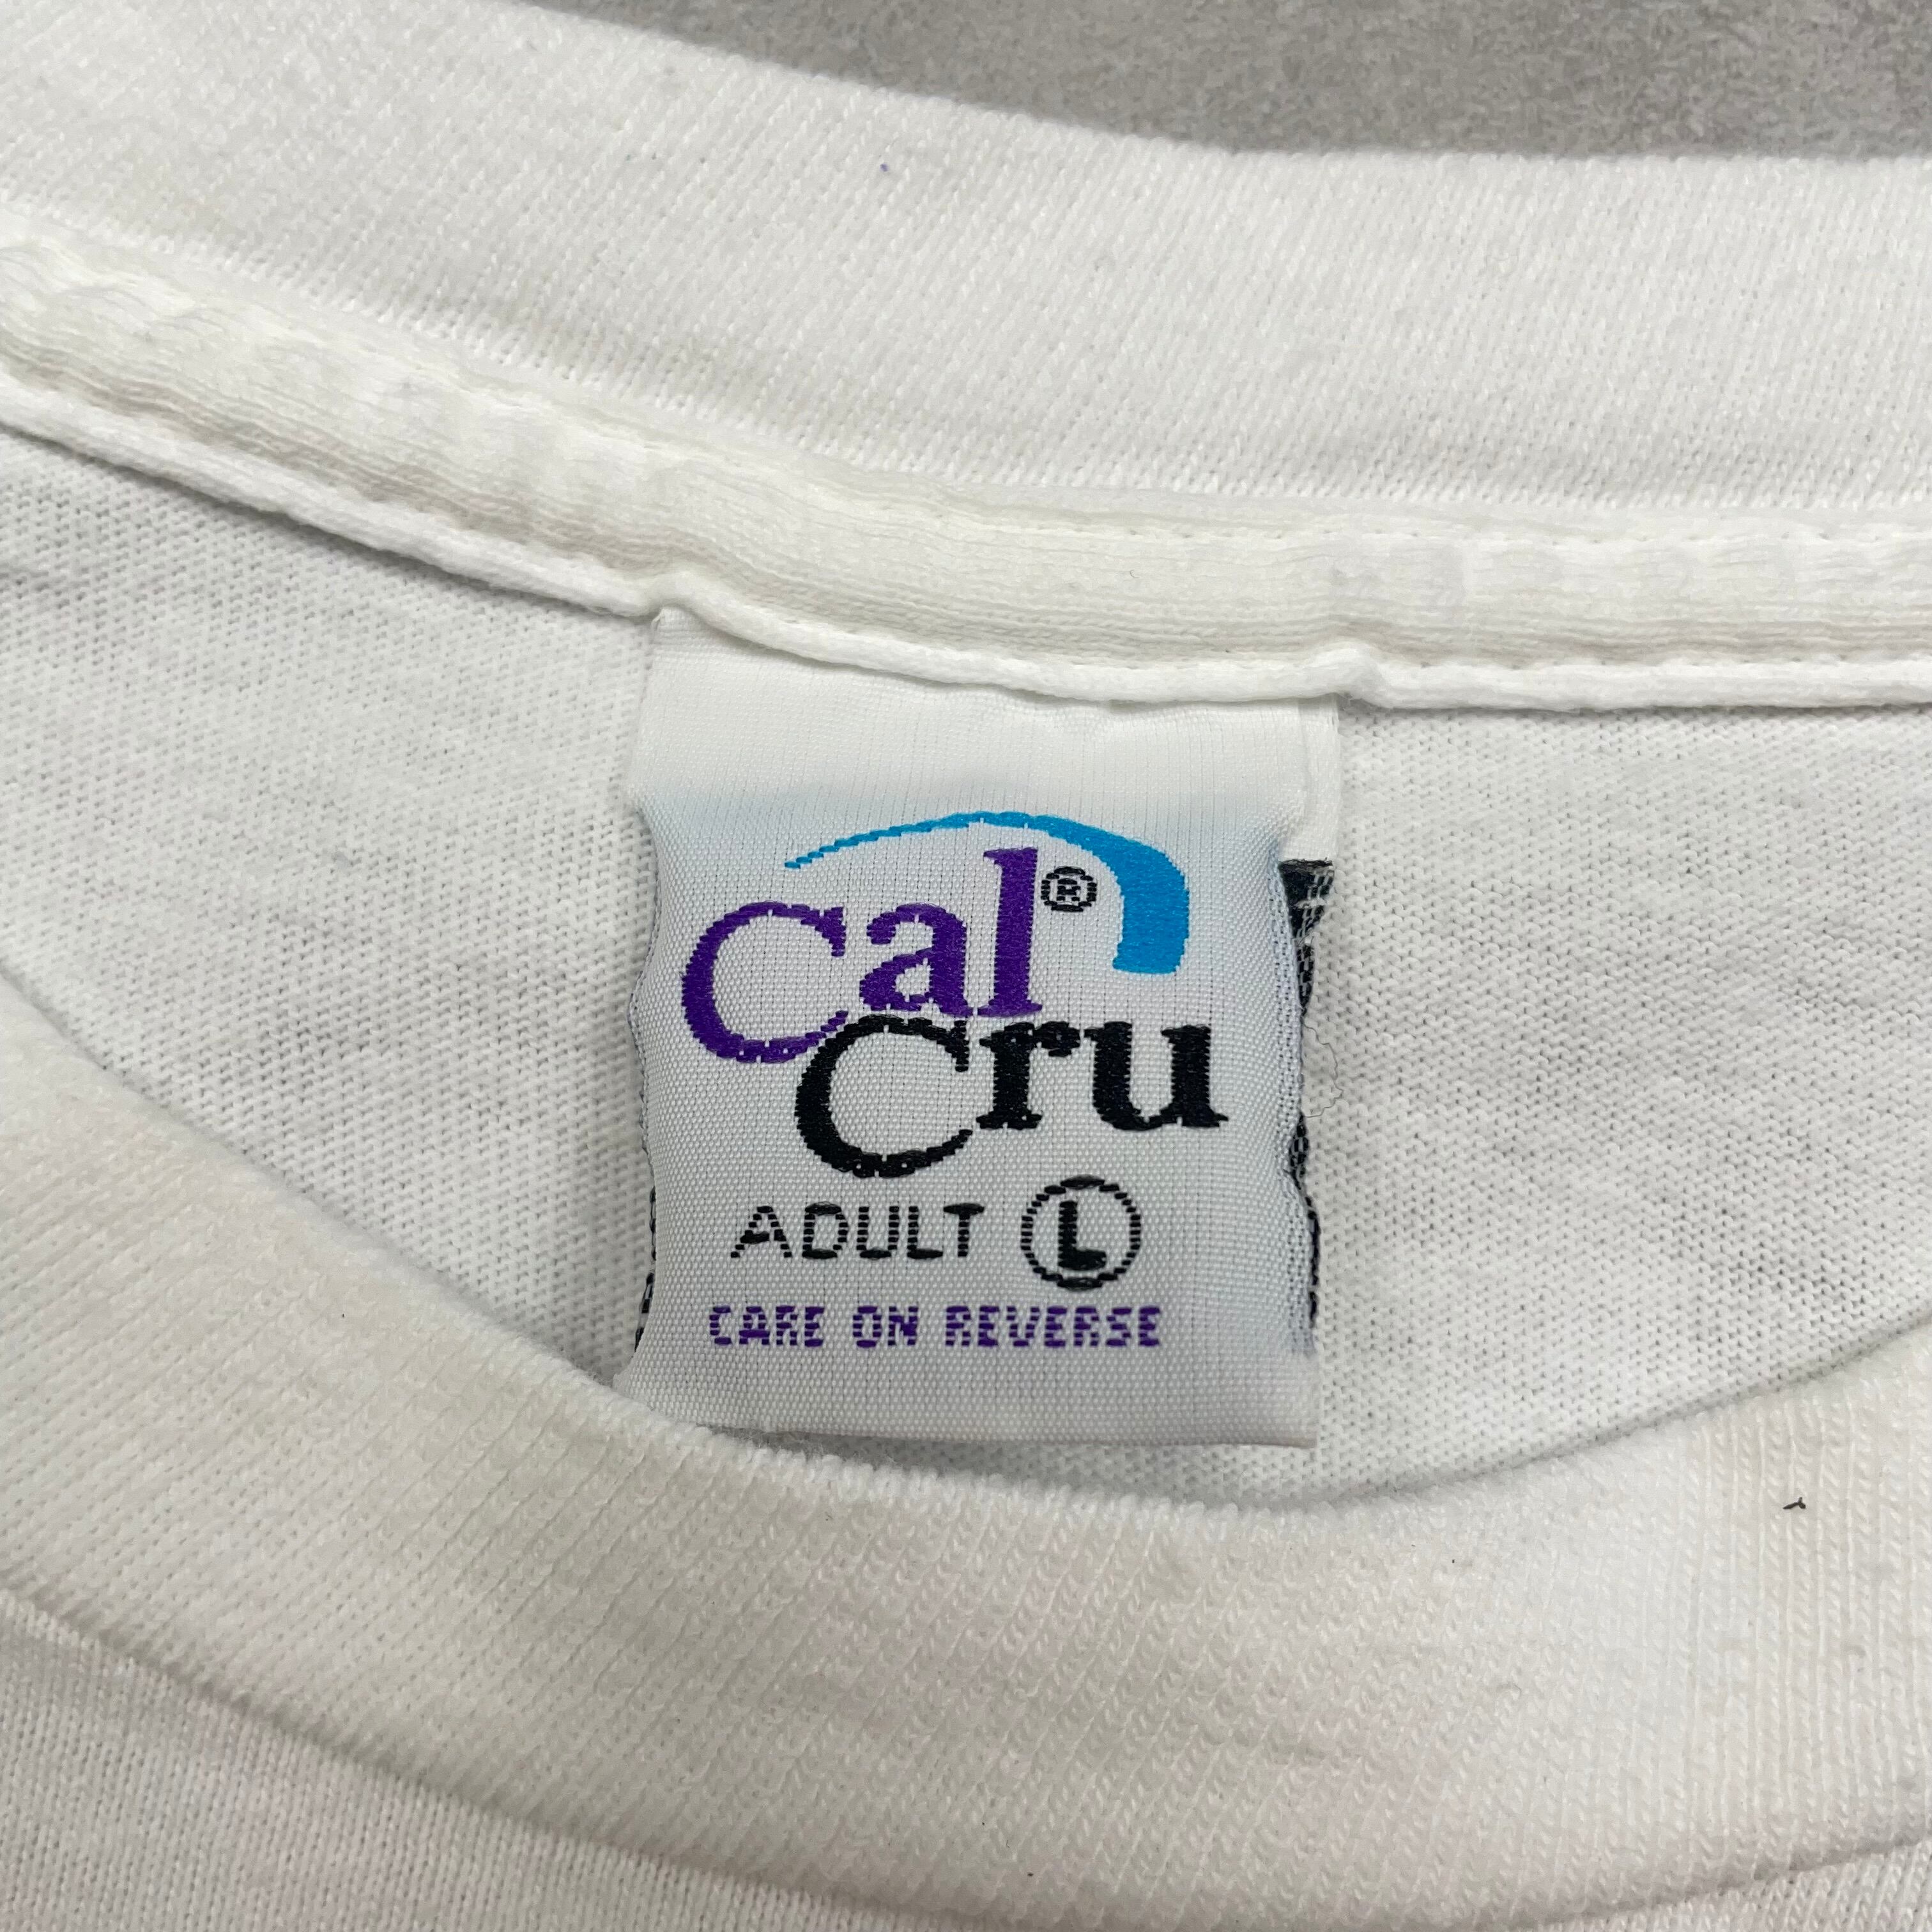 Cal®
Cru
ADULT L
CARE ON REVERSE